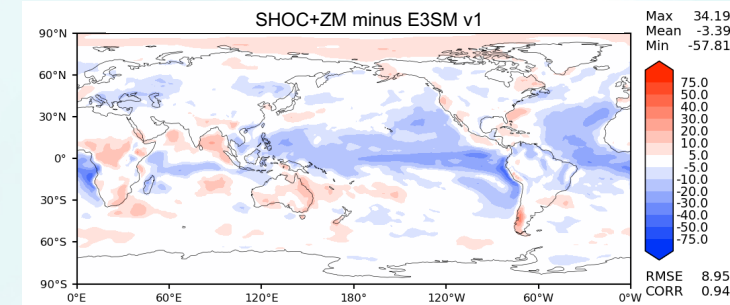 SHOC+ZM minus E3SM v1
Max 34.19
Mean -3.39
Min -57.81
90°N
60°N
30°N
0°
30°S
60°S
90°S
0°E
60°E
120°E
180°
120°W
60°W
0°W
75.0
50.0
40.0
30.0
20.0
10.0
5.0
-5.0
-10.0
-20.0
-30.0
-40.0
-50.0
-75.0
RMSE 8.95
CORR 0.94